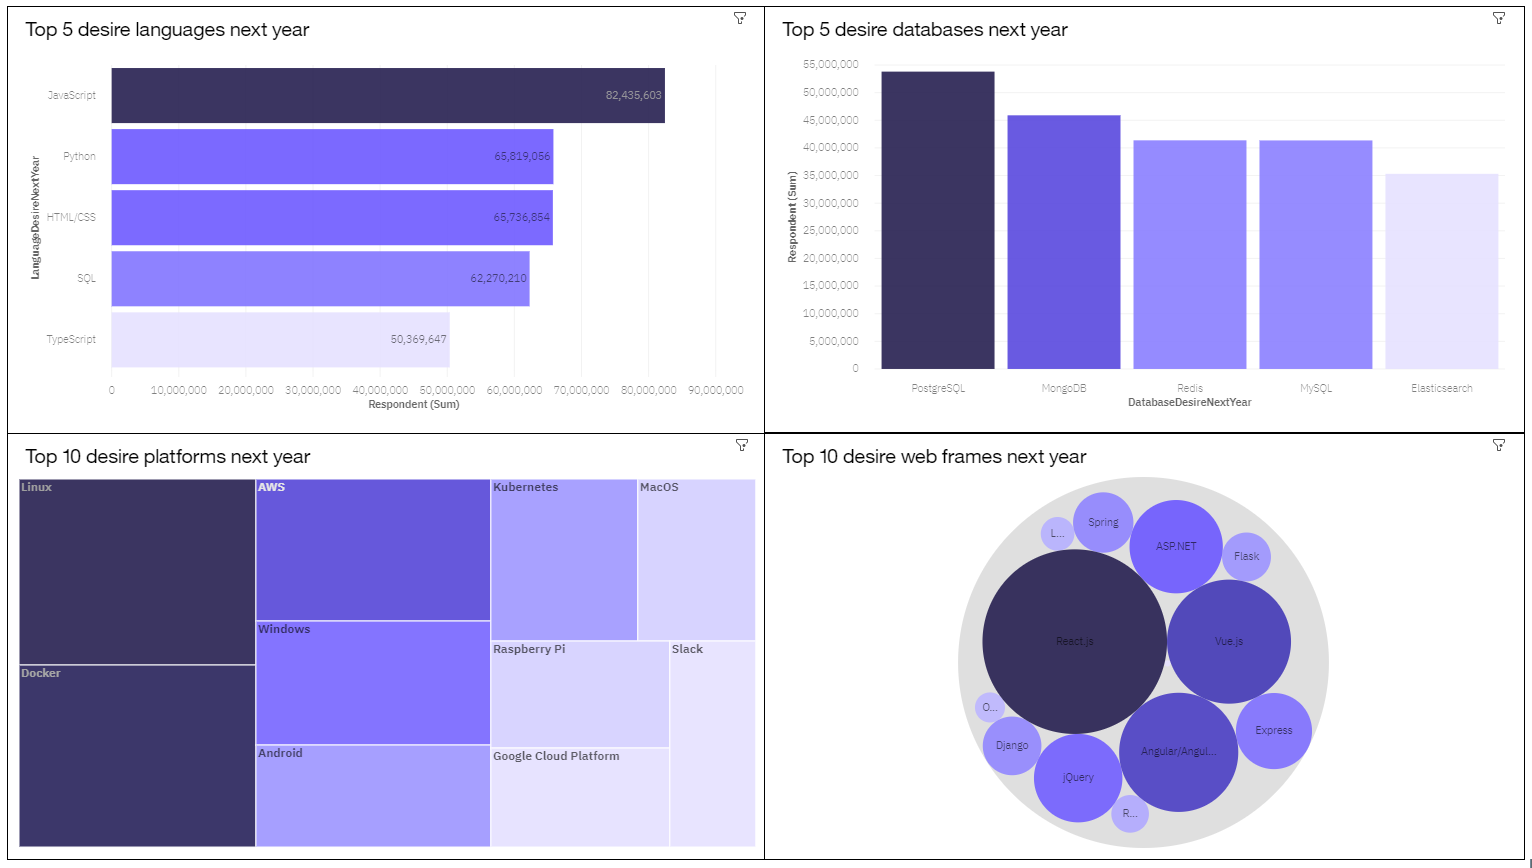 Top 5 desire languages next year
LanguageDesireNextYear
JavaScript
82,435,603
Python
65,819,056
HTML/CSS
65,736,854
SQL
62,270,210
TypeScript
50,369,647
0 10,000,000 20,000,000 30,000,000 40,000,000 50,000,000 60,000,000 70,000,000 80,000,000 90,000,000
Respondent (Sum)
Top 5 desire databases next year
Respondent (Sum)
55,000,000
50,000,000
45,000,000
40,000,000
35,000,000
30,000,000
25,000,000
20,000,000
15,000,000
10,000,000
5,000,000
0
PostgreSQL MongoDB Redis MySQL Elasticsearch
DatabaseDesireNextYear
Top 10 desire platforms next year
Linux
AWS
Kubernetes
MacOS
Windows
Raspberry Pi
Slack
Docker
Android
Google Cloud Platform
Top 10 desire web frames next year
Spring
L...
ASP.NET
Flask
React.js
Vue.js
O...
Express
Django
Angular/Angul...
jQuery
R...